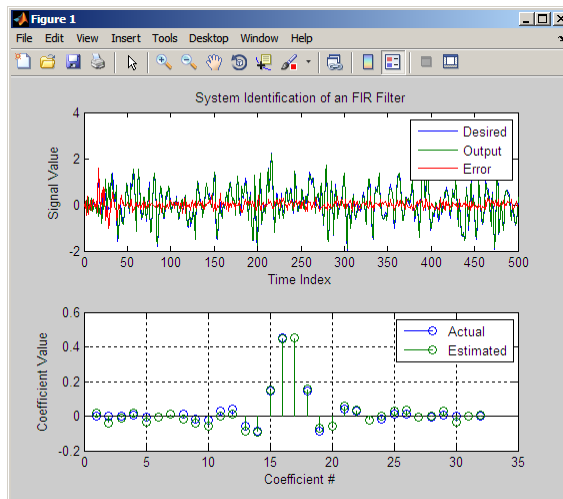 Figure 1
File Edit View Insert Tools Desktop Window Help
System Identification of an FIR Filter
Signal Value
4
2
0
-2
Desired
Output
Error
0 50 100 150 200 250 300 350 400 450 500
Time Index
Coefficient Value
0.6
0.4
0.2
0
-0.2
Actual
Estimated
0 5 10 15 20 25 30 35
Coefficient #